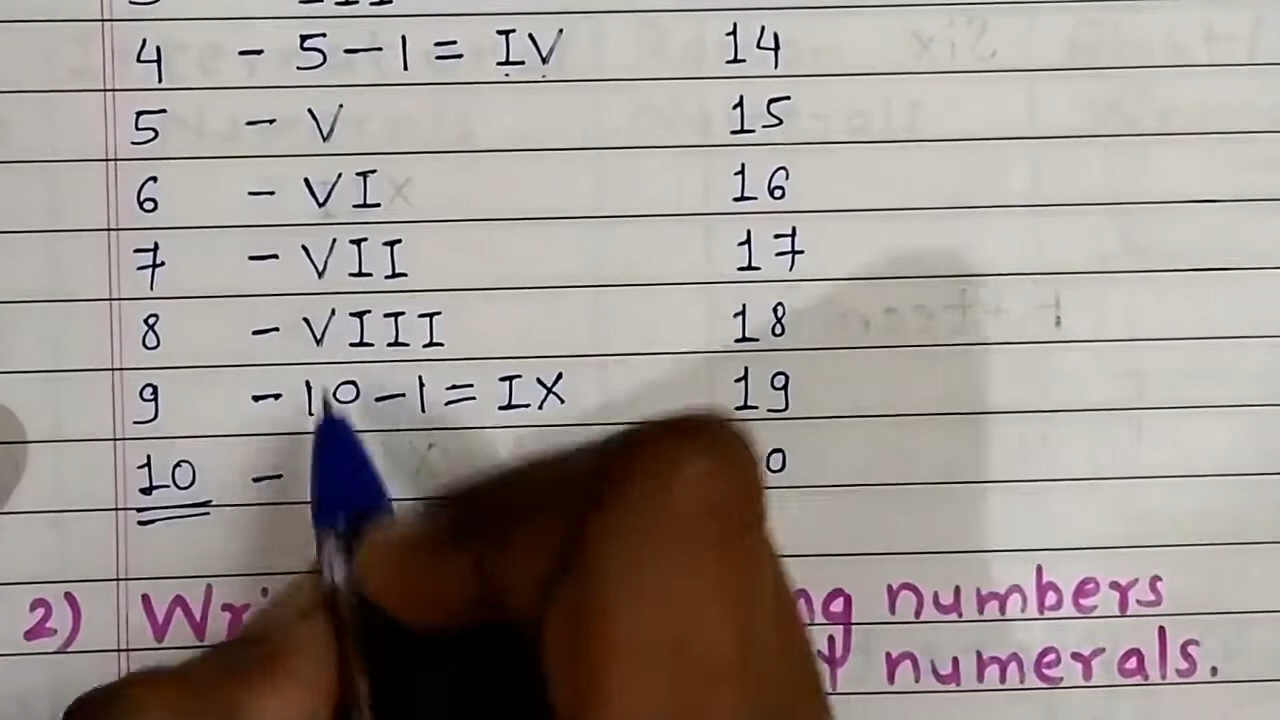 4 - 5 - 1 = IV 14
5 - V 15
6 - VI 16
7 - VII 17
8 - VIII 18
9 - 10 - 1 = IX 19
10 - 0
2) numbers
numerals.